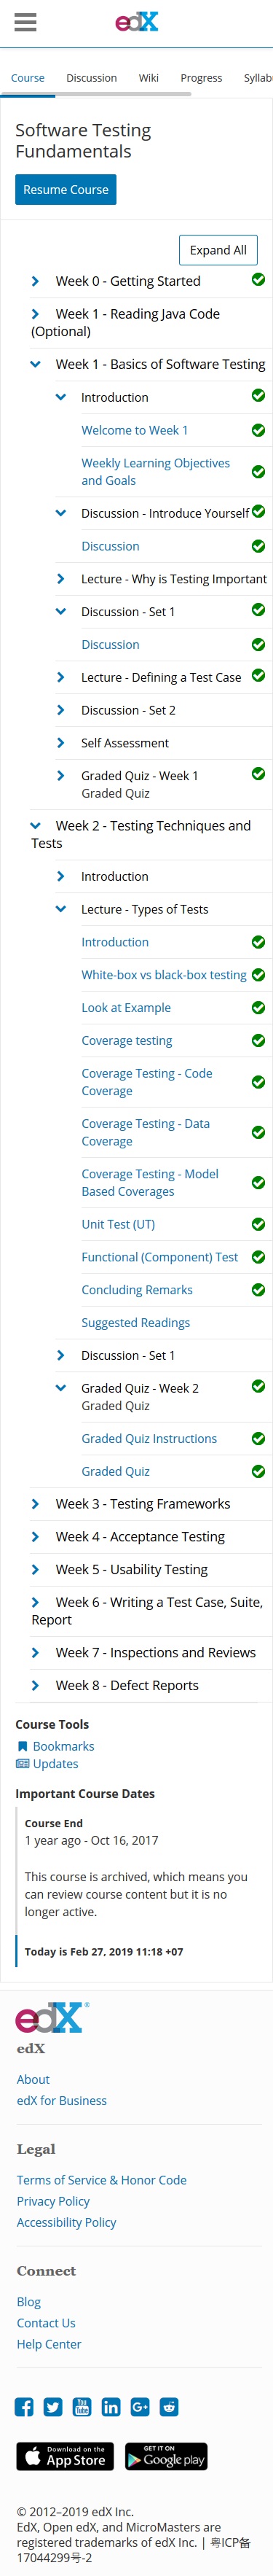 edX
Course Discussion Wiki Progress Syllab
Software Testing
Fundamentals
Resume Course
Expand All
Week 0 - Getting Started
Week 1 - Reading Java Code
(Optional)
Week 1 - Basics of Software Testing
Introduction
Welcome to Week 1
Weekly Learning Objectives
and Goals
Discussion - Introduce Yourself
Discussion
Lecture - Why is Testing Important
Discussion - Set 1
Discussion
Lecture - Defining a Test Case
Discussion - Set 2
Self Assessment
Graded Quiz - Week 1
Graded Quiz
Week 2 - Testing Techniques and
Tests
Introduction
Lecture - Types of Tests
Introduction
White-box vs black-box testing
Look at Example
Coverage testing
Coverage Testing - Code
Coverage
Coverage Testing - Data
Coverage
Coverage Testing - Model
Based Coverages
Unit Test (UT)
Functional (Component) Test
Concluding Remarks
Suggested Readings
Discussion - Set 1
Graded Quiz - Week 2
Graded Quiz
Graded Quiz Instructions
Graded Quiz
Week 3 - Testing Frameworks
Week 4 - Acceptance Testing
Week 5 - Usability Testing
Week 6 - Writing a Test Case, Suite,
Report
Week 7 - Inspections and Reviews
Week 8 - Defect Reports
Course Tools
Bookmarks
Updates
Important Course Dates
Course End
1 year ago - Oct 16, 2017
This course is archived, which means you
can review course content but it is no
longer active.
Today is Feb 27, 2019 11:18 +07
edX®
edX
About
edX for Business
Legal
Terms of Service & Honor Code
Privacy Policy
Accessibility Policy
Connect
Blog
Contact Us
Help Center
You Tube in G+
Download on the GET IT ON
App Store Google play
© 2012–2019 edX Inc.
EdX, Open edX, and MicroMasters are
registered trademarks of edX Inc. | 粤ICP备
17044299号-2